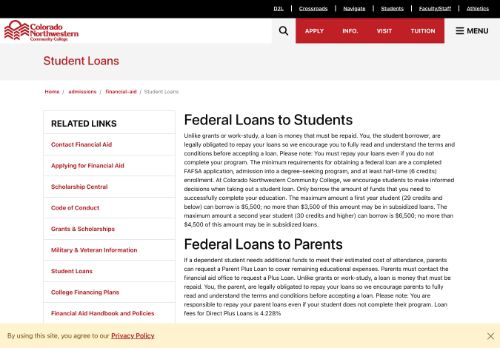 D2L | Crossroads | Navigate | Students | Faculty/Staff | Athletics
Colorado
Northwestern
Community College
APPLY INFO. VISIT TUITION MENU
Student Loans
Home / admissions / financial-aid / Student Loans
RELATED LINKS
Contact Financial Aid
Applying for Financial Aid
Scholarship Central
Code of Conduct
Grants & Scholarships
Military & Veteran Information
Student Loans
College Financing Plans
Financial Aid Handbook and Policies
Federal Loans to Students
Unlike grants or work-study, a loan is money that must be repaid. You, the student borrower, are
legally obligated to repay your loans so we encourage you to fully read and understand the terms and
conditions before accepting a loan. Please note: You must repay your loans even if you do not
complete your program. The minimum requirements for obtaining a federal loan are a completed
FAFSA application, admission into a degree-seeking program, and at least half-time (6 credits)
enrollment. At Colorado Northwestern Community College, we encourage students to make informed
decisions when taking out a student loan. Only borrow the amount of funds that you need to
successfully complete your education. The maximum amount a first year student (29 credits and
below) can borrow is $5,500; no more than $3,500 of this amount may be in subsidized loans. The
maximum amount a second year student (30 credits and higher) can borrow is $6,500; no more than
$4,500 of this amount may be in subsidized loans.
Federal Loans to Parents
If a dependent student needs additional funds to meet their estimated cost of attendance, parents
can request a Parent Plus Loan to cover remaining educational expenses. Parents must contact the
financial aid office to request a Plus Loan. Unlike grants or work-study, a loan is money that must be
repaid. You, the parent, are legally obligated to repay your loans so we encourage parents to fully
read and understand the terms and conditions before accepting a loan. Please note: You are
responsible to repay your parent loans even if your student does not complete their program. Loan
fees for Direct Plus Loans is 4.228%
By using this site, you agree to our Privacy Policy